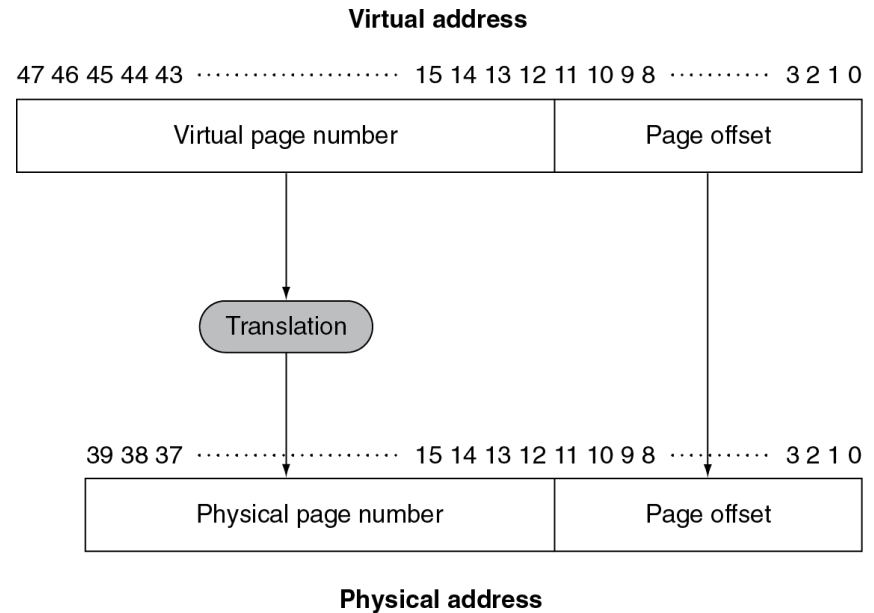 Virtual address
47 46 45 44 43 ······················ 15 14 13 12 11 10 9 8 ··········· 3 2 1 0
Virtual page number Page offset
Translation
39 38 37 ······················ 15 14 13 12 11 10 9 8 ··········· 3 2 1 0
Physical page number Page offset
Physical address